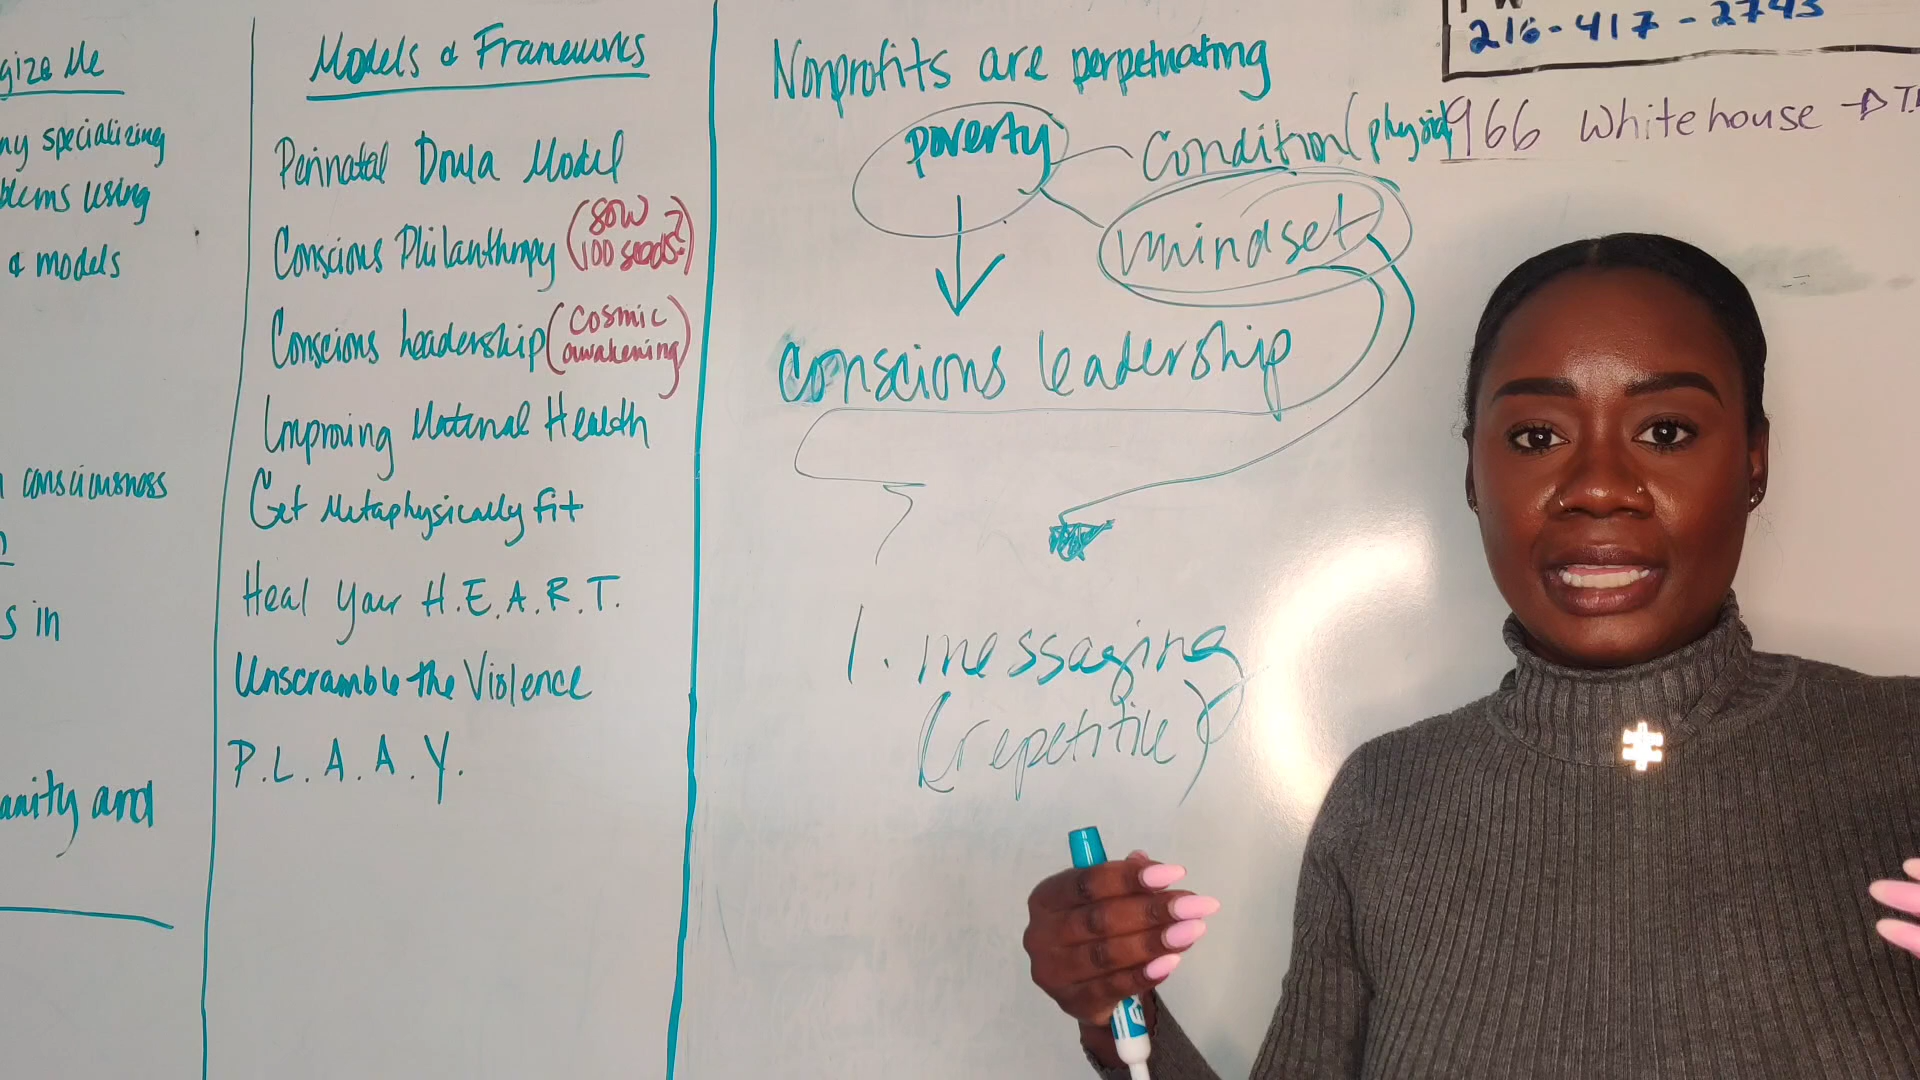 gize Me
ny specializing
blems using
& models
consciousness
s in
anity and
Models & Frameworks
Perinatal Doula Model
Conscious Philanthropy (SOW
100 seeds?)
Conscious Leadership (Cosmic
awakening)
Improving Maternal Health
Get Metaphysically Fit
Heal Your H.E.A.R.T.
Unscramble the Violence
P.L.A.A.Y.
Nonprofits are perpetuating
poverty
Condition (physical
mindset
conscious leadership
1. messaging
(repetitive)
216-417-2743
966 Whitehouse →